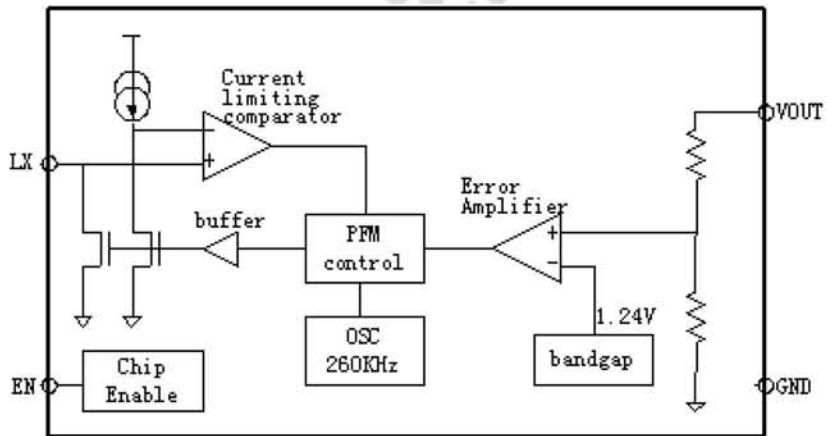 Current
limiting
comparator
VOUT
LX
Error
Amplifier
buffer
PFM
control
1.24V
OSC
260KHz
bandgap
Chip
Enable
EN
GND
+
-
+
-